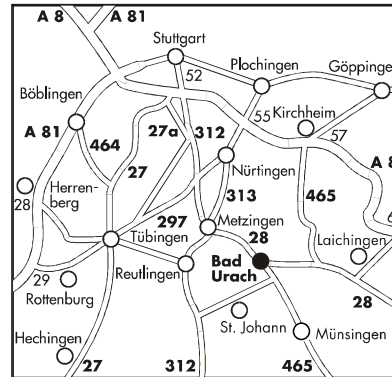 A 8
A 81
Stuttgart
52
Plochingen
Göppinge
Böblingen
A 81
464
27a
312
55
Kirchheim
57
27
Nürtingen
A 8
28
Herren-
berg
313
465
297
Metzingen
Tübingen
28
Laichingen
29
Reutlingen
Bad
Urach
Rottenburg
28
St. Johann
Münsingen
Hechingen
27
312
465